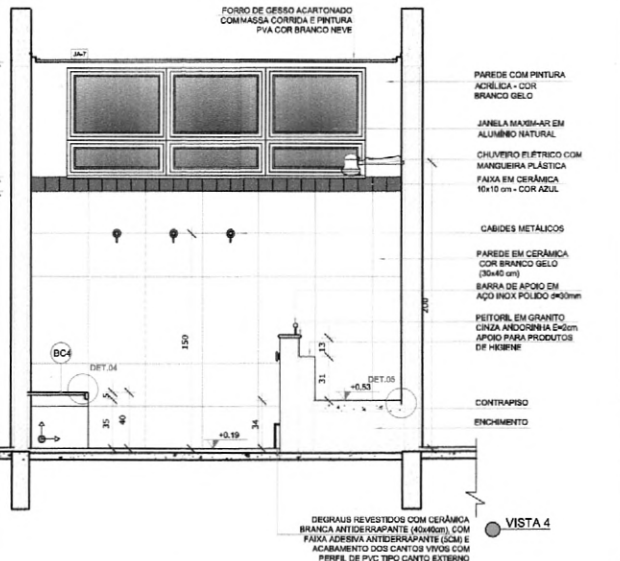 FORRO DE GESSO ACARTONADO
COMMASSA CORRIDA E PINTURA
PVA COR BRANCO NEVE
JA-7
PAREDE COM PINTURA
ACRÍLICA - COR
BRANCO GELO
JANELA MAXIM-AR EM
ALUMÍNIO NATURAL
CHUVEIRO ELÉTRICO COM
MANGUEIRA PLÁSTICA
FAIXA EM CERÂMICA
10x10 cm - COR AZUL
CABIDES METÁLICOS
PAREDE EM CERÂMICA
COR BRANCO GELO
(30x40 cm)
BARRA DE APOIO EM
AÇO INOX POLIDO d=30mm
200
PEITORIL EM GRANITO
CINZA ANDORINHA E=2cm
APOIO PARA PRODUTOS
DE HIGIENE
150
13
BC4
DET.04
31
DET.05
+0.53
5
35
40
34
+0.19
CONTRAPISO
ENCHIMENTO
DEGRAUS REVESTIDOS COM CERÂMICA
BRANCA ANTIDERRAPANTE (40x40cm), COM
FAIXA ADESIVA ANTIDERRAPANTE (5CM) E
ACABAMENTO DOS CANTOS VIVOS COM
PERFIL DE PVC TIPO CANTO EXTERNO
VISTA 4